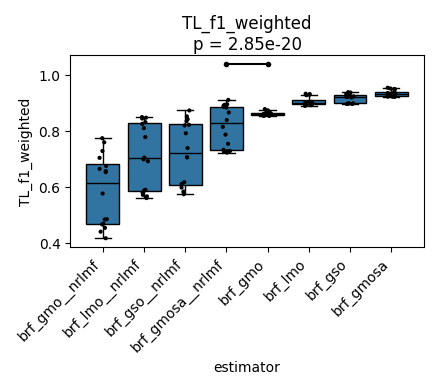 TL_f1_weighted
p = 2.85e-20
TL_f1_weighted
1.0
0.8
0.6
0.4
brf_gmo__nrlmf
brf_lmo__nrlmf
brf_gso__nrlmf
brf_gmosa__nrlmf
brf_gmo
brf_lmo
brf_gso
brf_gmosa
estimator